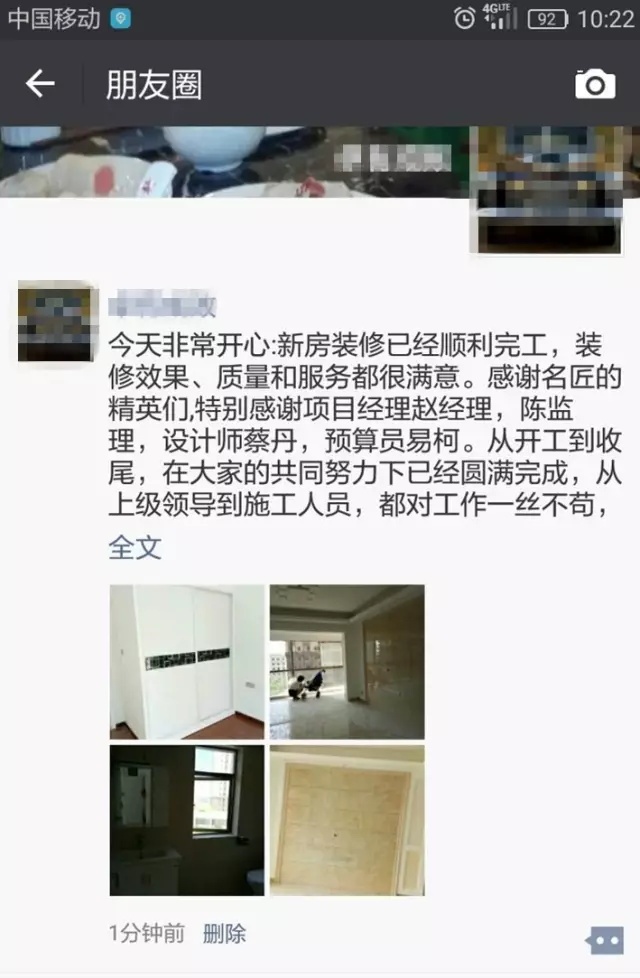 中国移动
4G LTE 92 10:22
朋友圈
今天非常开心:新房装修已经顺利完工，装
修效果、质量和服务都很满意。感谢名匠的
精英们,特别感谢项目经理赵经理，陈监
理，设计师蔡丹，预算员易柯。从开工到收
尾，在大家的共同努力下已经圆满完成，从
上级领导到施工人员，都对工作一丝不苟，
全文
1分钟前 删除